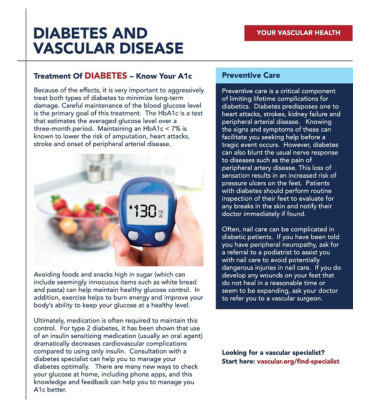 DIABETES AND
VASCULAR DISEASE
YOUR VASCULAR HEALTH
Treatment Of DIABETES – Know Your A1c
Because of the effects, it is very important to aggressively
treat both types of diabetes to minimize long-term
damage. Careful maintenance of the blood glucose level
is the primary goal of this treatment. The HbA1c is a test
that estimates the averaged glucose level over a
three-month period. Maintaining an HbA1c < 7% is
known to lower the risk of amputation, heart attacks,
stroke and onset of peripheral arterial disease.
130
Avoiding foods and snacks high in sugar (which can
include seemingly innocuous items such as white bread
and pasta) can help maintain healthy glucose control. In
addition, exercise helps to burn energy and improve your
body's ability to keep your glucose at a healthy level.
Ultimately, medication is often required to maintain this
control. For type 2 diabetes, it has been shown that use
of an insulin sensitizing medication (usually an oral agent)
dramatically decreases cardiovascular complications
compared to using only insulin. Consultation with a
diabetes specialist can help you to manage your
diabetes optimally. There are many new ways to check
your glucose at home, including phone apps, and this
knowledge and feedback can help you to manage you
A1c better.
Preventive Care
Preventive care is a critical component
of limiting lifetime complications for
diabetics. Diabetes predisposes one to
heart attacks, strokes, kidney failure and
peripheral arterial disease. Knowing
the signs and symptoms of these can
facilitate you seeking help before a
tragic event occurs. However, diabetes
can also blunt the usual nerve response
to diseases such as the pain of
peripheral artery disease. This loss of
sensation results in an increased risk of
pressure ulcers on the feet. Patients
with diabetes should perform routine
inspection of their feet to evaluate for
any breaks in the skin and notify their
doctor immediately if found.
Often, nail care can be complicated in
diabetic patients. If you have been told
you have peripheral neuropathy, ask for
a referral to a podiatrist to assist you
with nail care to avoid potentially
dangerous injuries in nail care. If you do
develop any wounds on your feet that
do not heal in a reasonable time or
seem to be expanding, ask your doctor
to refer you to a vascular surgeon.
Looking for a vascular specialist?
Start here: vascular.org/find-specialist